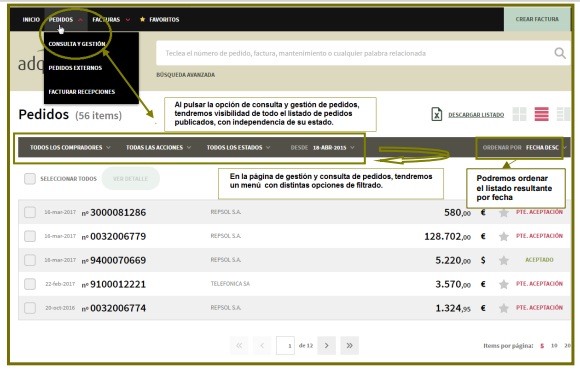 INICIO PEDIDOS FACTURAS FAVORITOS CREAR FACTURA
CONSULTA Y GESTIÓN
PEDIDOS EXTERNOS
FACTURAR RECEPCIONES
Teclea el número de pedido, factura, mantenimiento o cualquier palabra relacionada
BÚSQUEDA AVANZADA
Al pulsar la opción de consulta y gestión de pedidos,
tendremos visibilidad de todo el listado de pedidos
publicados, con independencia de su estado.
Pedidos (56 items)
DESCARGAR LISTADO
TODOS LOS COMPRADORES TODAS LAS ACCIONES TODOS LOS ESTADOS DESDE 18-ABR-2015 ORDENAR POR FECHA DESC
SELECCIONAR TODOS VER DETALLE
En la página de gestión y consulta de pedidos, tendremos
un menú con distintas opciones de filtrado.
Podremos ordenar
el listado resultante
por fecha
16-mar-2017 nº 3000081286 REPSOL S.A. 580,00 € PTE. ACEPTACIÓN
16-mar-2017 nº 0032006779 REPSOL S.A. 128.702,00 € PTE. ACEPTACIÓN
16-mar-2017 nº 9400070669 REPSOL S.A. 5.220,00 $ ACEPTADO
22-feb-2017 nº 9100012221 TELEFONICA SA 3.570,00 € PTE. ACEPTACIÓN
20-oct-2016 nº 0032006774 REPSOL S.A. 1.324,95 € PTE. ACEPTACIÓN
1 de 12
Items por página: 5 10 20